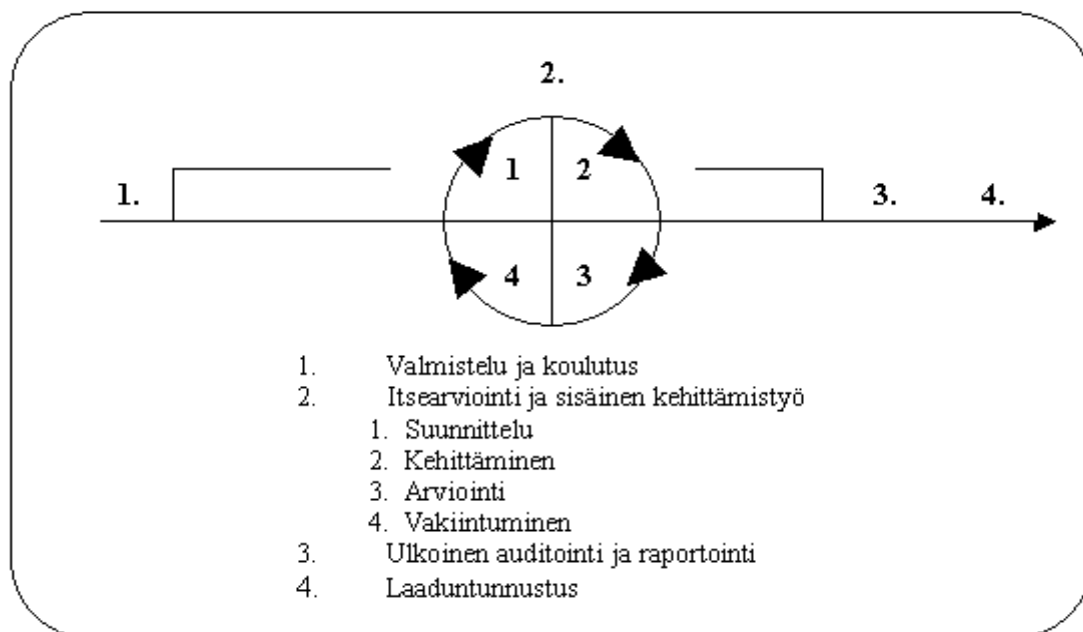 2.
1 2
1. 3. 4.
4 3
1. Valmistelu ja koulutus
2. Itsearviointi ja sisäinen kehittämistyö
1. Suunnittelu
2. Kehittäminen
3. Arviointi
4. Vakiintuminen
3. Ulkoinen auditointi ja raportointi
4. Laaduntunnustus